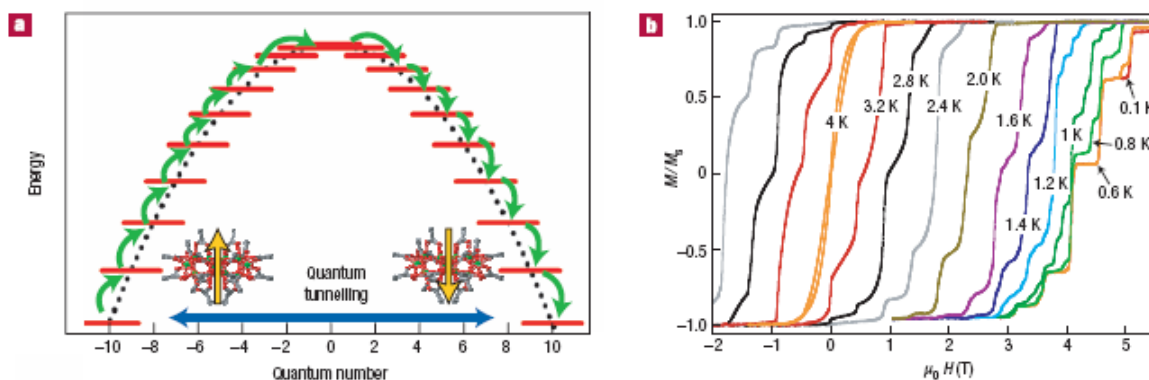 a
Energy
Quantum
tunnelling
−10 −8 −6 −4 −2 0 2 4 6 8 10
Quantum number
b
M/Ms
1.0
0.5
0
−0.5
−1.0
4 K
3.2 K
2.8 K
2.4 K
2.0 K
1.6 K
1.4 K
1.2 K
1K
0.1K
0.8 K
0.6 K
−2 −1 0 1 2 3 4 5
μ0 H(T)